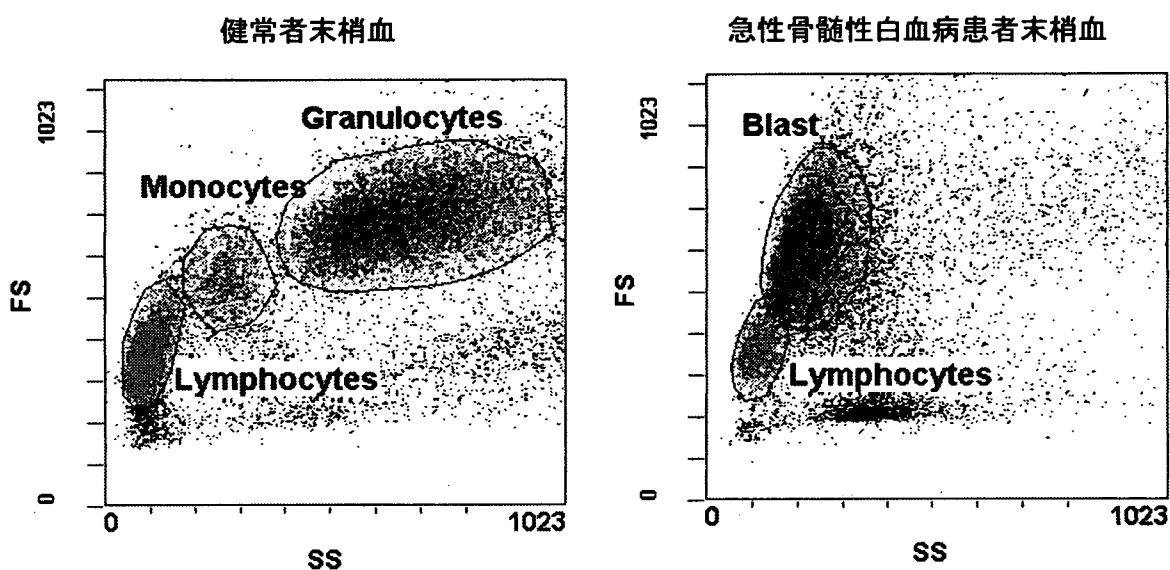 健常者末梢血
急性骨髄性白血病患者末梢血
1023
FS
0
Granulocytes
Monocytes
Lymphocytes
0
1023
SS
1023
FS
0
Blast
Lymphocytes
0
1023
SS